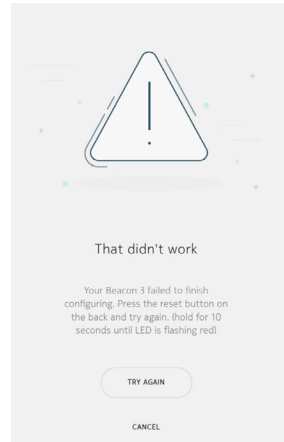 That didn't work
Your Beacon 3 failed to finish
configuring. Press the reset button on
the back and try again. (hold for 10
seconds until LED is flashing red)
TRY AGAIN
CANCEL